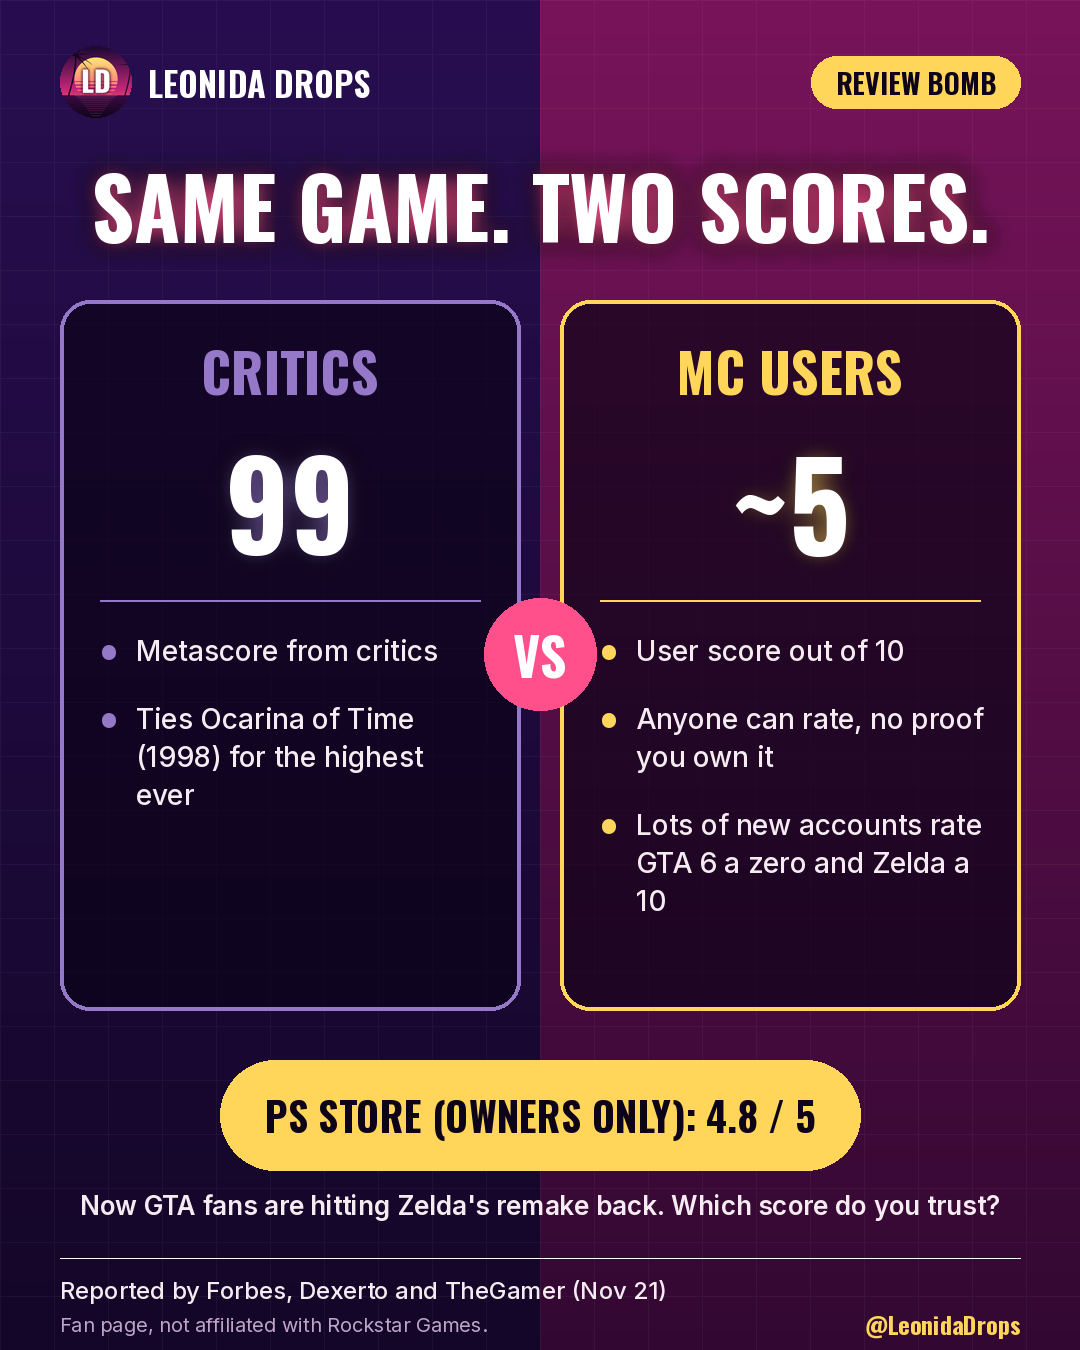 LD
LEONIDA DROPS
REVIEW BOMB
SAME GAME. TWO SCORES.
CRITICS
99
Metascore from critics
Ties Ocarina of Time
(1998) for the highest
ever
VS
MC USERS
~5
User score out of 10
Anyone can rate, no proof
you own it
Lots of new accounts rate
GTA 6 a zero and Zelda a
10
PS STORE (OWNERS ONLY): 4.8 / 5
Now GTA fans are hitting Zelda's remake back. Which score do you trust?
Reported by Forbes, Dexerto and TheGamer (Nov 21)
Fan page, not affiliated with Rockstar Games.
@LeonidaDrops